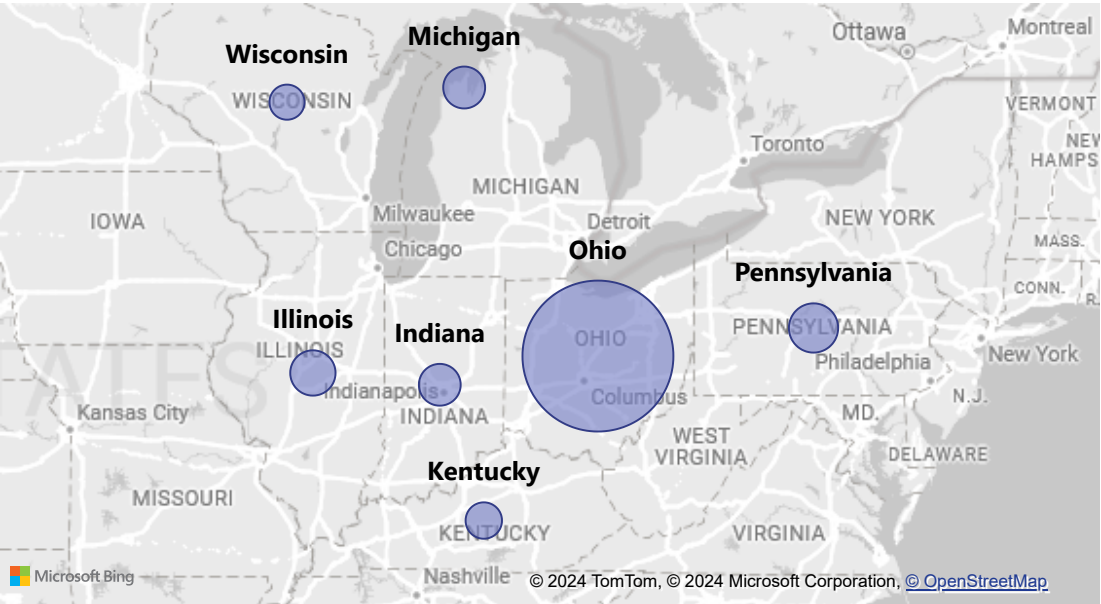 Michigan
Ottawa
Montreal
Wisconsin
WISCONSIN
VERMONT
NEW
HAMPS
Toronto
MICHIGAN
IOWA
Milwaukee
Detroit
NEW YORK
Chicago
Ohio
MASS.
Pennsylvania
CONN.
R.
Illinois
Indiana
PENNSYLVANIA
OHIO
ILLINOIS
New York
Philadelphia
STATES
Indianapolis
Columbus
N.J.
Kansas City
INDIANA
MD.
WEST
VIRGINIA
DELAWARE
Kentucky
MISSOURI
KENTUCKY
VIRGINIA
Microsoft Bing
Nashville
© 2024 TomTom, © 2024 Microsoft Corporation, © OpenStreetMap